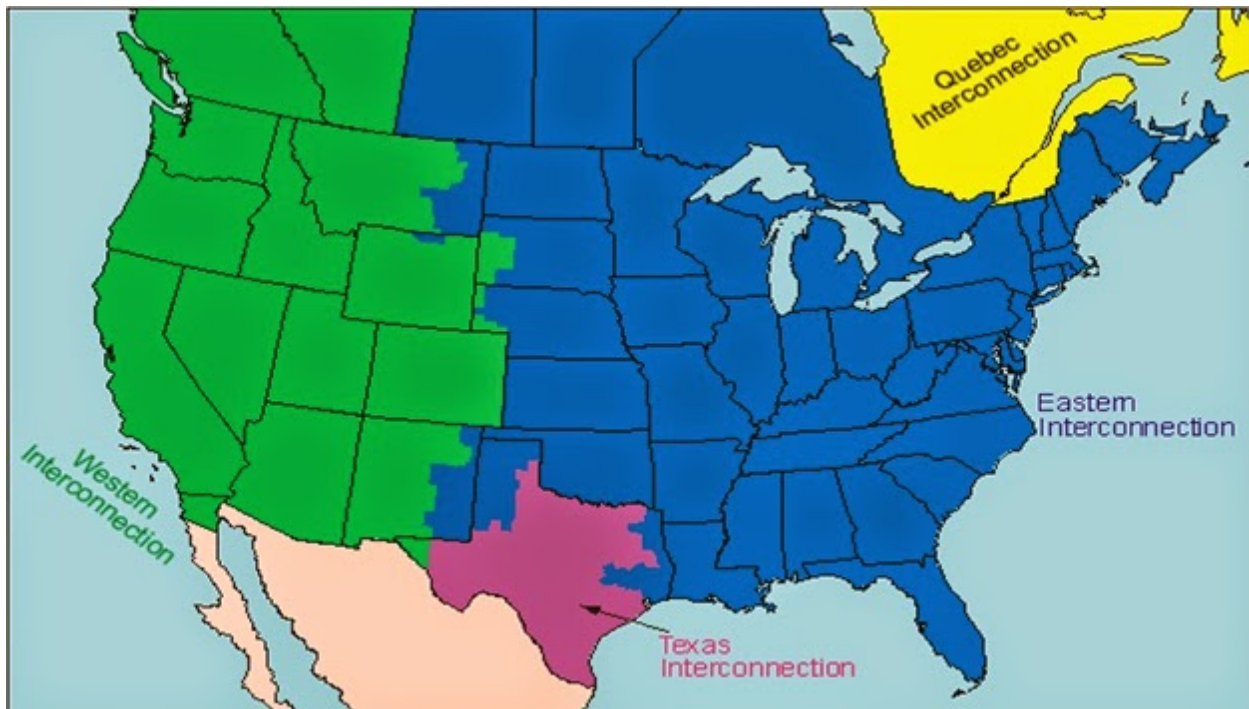 Quebec
Interconnection
Eastern
Interconnection
Western
Interconnection
Texas
Interconnection